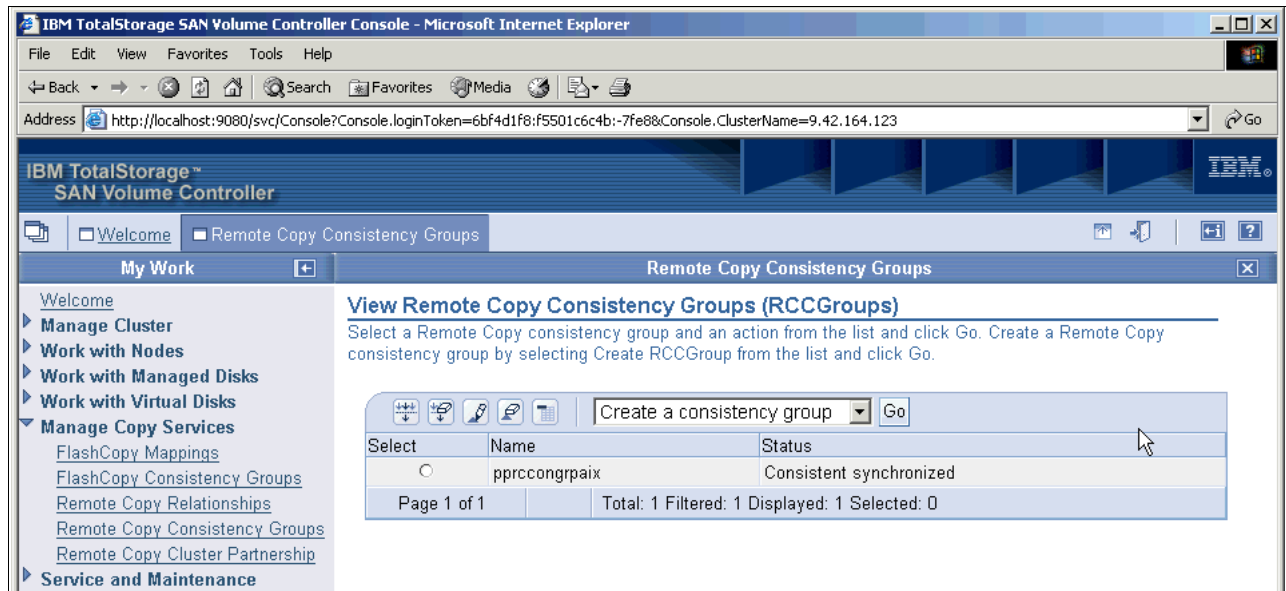 IBM TotalStorage SAN Volume Controller Console - Microsoft Internet Explorer
File Edit View Favorites Tools Help
Back Search Favorites Media
Address http://localhost:9080/svc/Console?Console.loginToken=6bf4d1f8:f5501c6c4b:-7fe8&Console.ClusterName=9.42.164.123 Go
IBM TotalStorage™
SAN Volume Controller
IBM®
Welcome Remote Copy Consistency Groups
My Work
Welcome
Manage Cluster
Work with Nodes
Work with Managed Disks
Work with Virtual Disks
Manage Copy Services
FlashCopy Mappings
FlashCopy Consistency Groups
Remote Copy Relationships
Remote Copy Consistency Groups
Remote Copy Cluster Partnership
Service and Maintenance
Remote Copy Consistency Groups
View Remote Copy Consistency Groups (RCCGroups)
Select a Remote Copy consistency group and an action from the list and click Go. Create a Remote Copy
consistency group by selecting Create RCCGroup from the list and click Go.
Create a consistency group Go
Select Name Status
pprccongrpaix Consistent synchronized
Page 1 of 1 Total: 1 Filtered: 1 Displayed: 1 Selected: 0